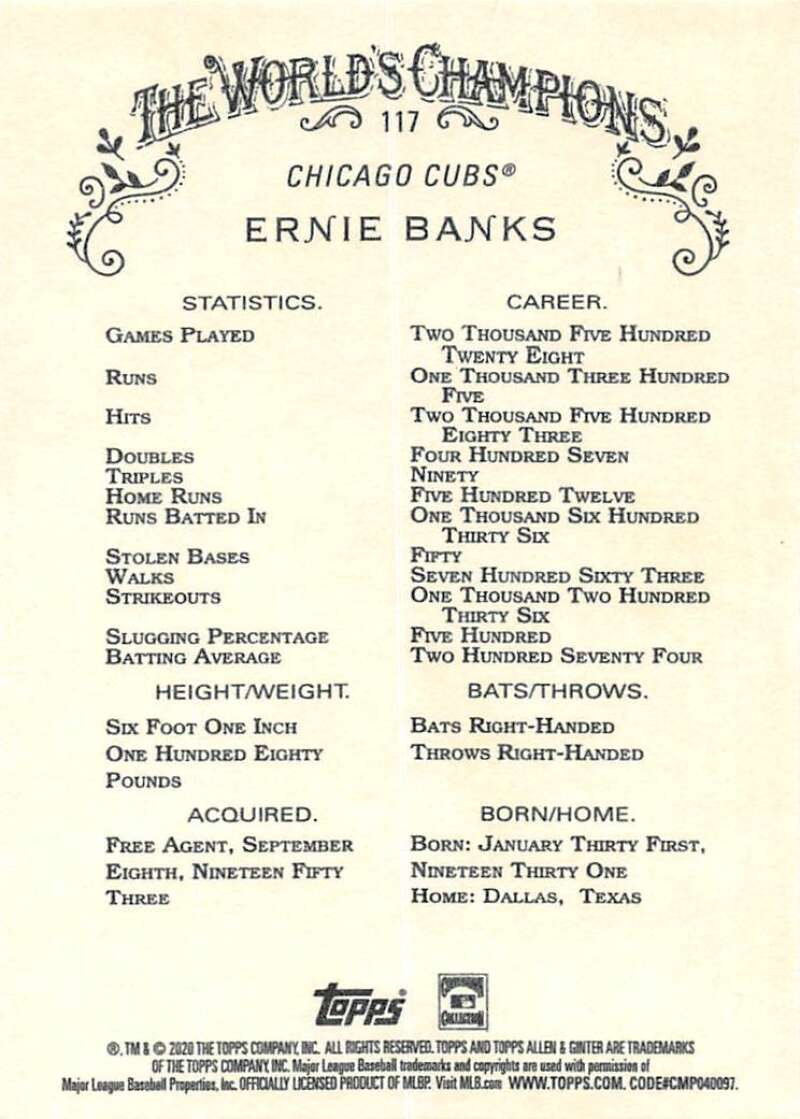 THE WORLD'S CHAMPIONS
117
CHICAGO CUBS®
ERNIE BANKS
STATISTICS. CAREER.
GAMES PLAYED TWO THOUSAND FIVE HUNDRED
TWENTY EIGHT
RUNS ONE THOUSAND THREE HUNDRED
FIVE
HITS TWO THOUSAND FIVE HUNDRED
EIGHTY THREE
DOUBLES FOUR HUNDRED SEVEN
TRIPLES NINETY
HOME RUNS FIVE HUNDRED TWELVE
RUNS BATTED IN ONE THOUSAND SIX HUNDRED
THIRTY SIX
STOLEN BASES FIFTY
WALKS SEVEN HUNDRED SIXTY THREE
STRIKEOUTS ONE THOUSAND TWO HUNDRED
THIRTY SIX
SLUGGING PERCENTAGE FIVE HUNDRED
BATTING AVERAGE TWO HUNDRED SEVENTY FOUR
HEIGHT/WEIGHT. BATS/THROWS.
SIX FOOT ONE INCH BATS RIGHT-HANDED
ONE HUNDRED EIGHTY THROWS RIGHT-HANDED
POUNDS
ACQUIRED. BORN/HOME.
FREE AGENT, SEPTEMBER BORN: JANUARY THIRTY FIRST,
EIGHTH, NINETEEN FIFTY NINETEEN THIRTY ONE
THREE HOME: DALLAS, TEXAS
topps® COOPERSTOWN
COLLECTION
®, TM & © 2020 THE TOPPS COMPANY, INC. ALL RIGHTS RESERVED. TOPPS AND TOPPS ALLEN & GINTER ARE TRADEMARKS
OF THE TOPPS COMPANY, INC. Major League Baseball trademarks and copyrights are used with permission of
Major League Baseball Properties, Inc. OFFICIALLY LICENSED PRODUCT OF MLBP. Visit MLB.com WWW.TOPPS.COM. CODE#CMP040097.